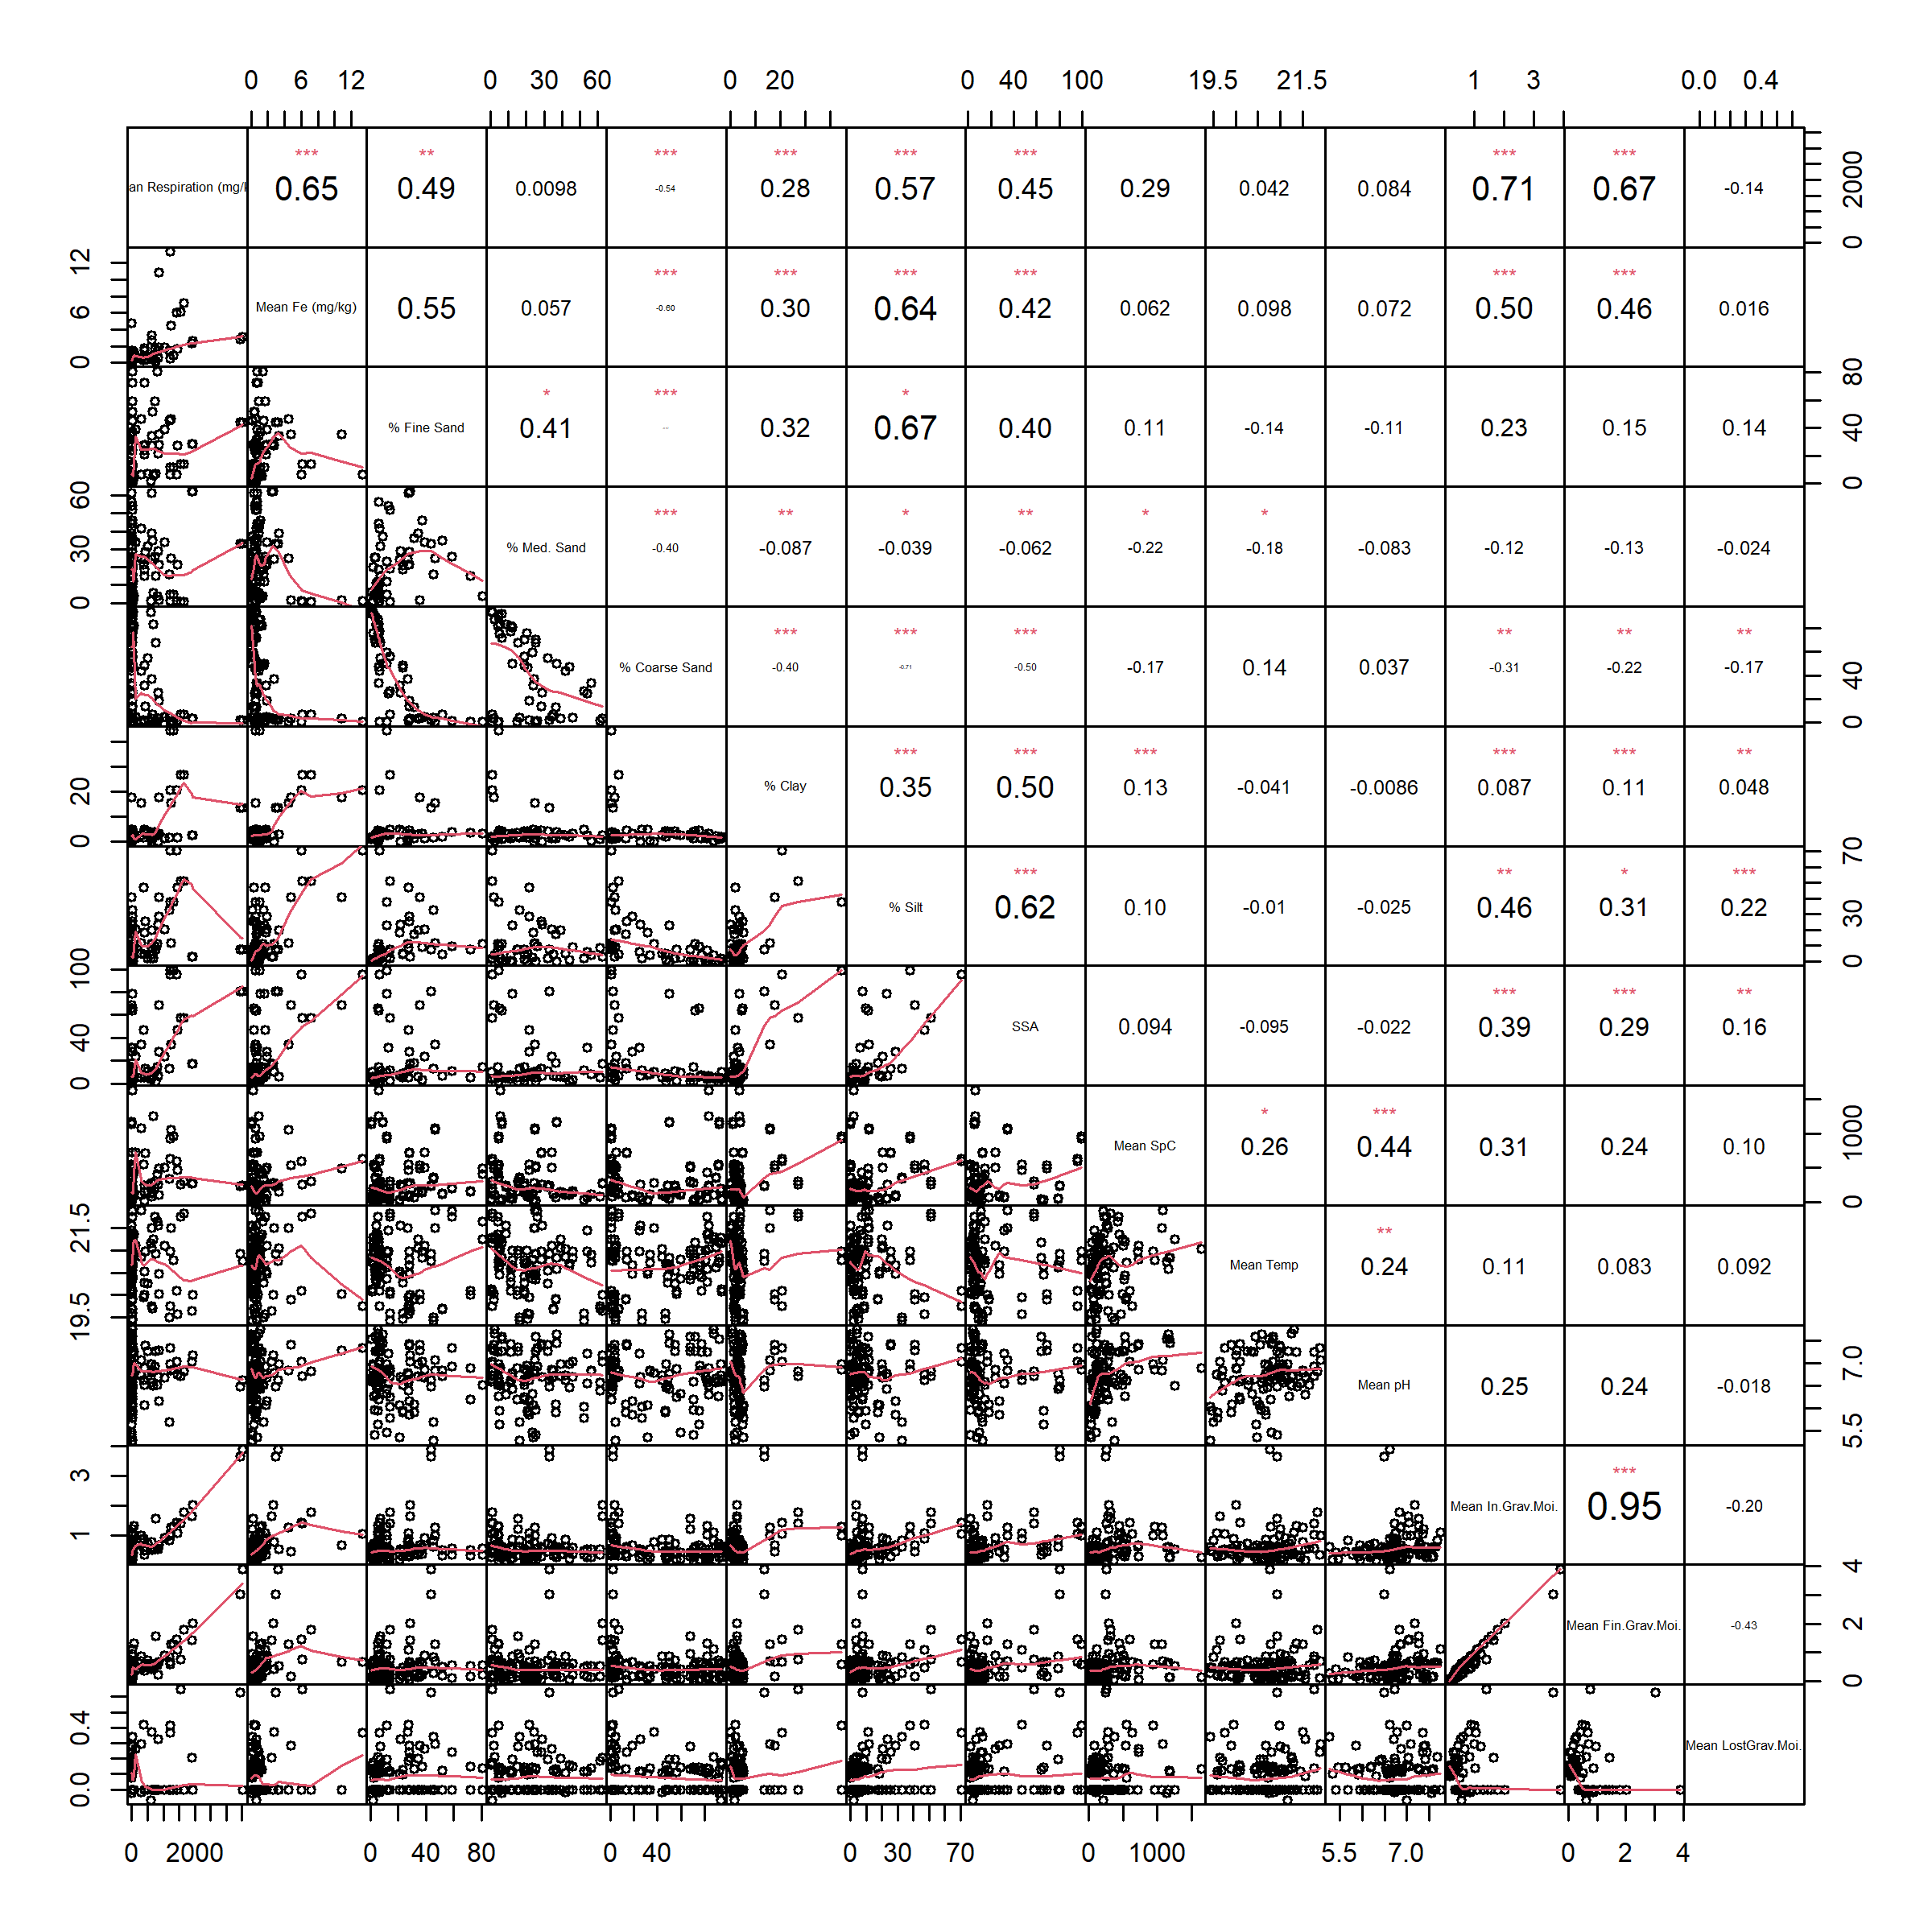 0 6 12 0 30 60 0 20 0 40 100 19.5 21.5 1 3 0.0 0.4
*** ** *** *** *** *** *** ***
an Respiration (mg/k 0.65 0.49 0.0098 -0.54 0.28 0.57 0.45 0.29 0.042 0.084 0.71 0.67 -0.14 0 2000
*** *** *** *** *** ***
0 6 12 Mean Fe (mg/kg) 0.55 0.057 -0.60 0.30 0.64 0.42 0.062 0.098 0.072 0.50 0.46 0.016
* *** *
% Fine Sand 0.41 0.32 0.67 0.40 0.11 -0.14 -0.11 0.23 0.15 0.14 0 40 80
*** ** * ** * *
0 30 60 % Med. Sand -0.40 -0.087 -0.039 -0.062 -0.22 -0.18 -0.083 -0.12 -0.13 -0.024
*** *** *** ** ** **
% Coarse Sand -0.40 -0.71 -0.50 -0.17 0.14 0.037 -0.31 -0.22 -0.17 0 40
*** *** *** *** *** **
0 20 % Clay 0.35 0.50 0.13 -0.041 -0.0086 0.087 0.11 0.048
*** ** * ***
% Silt 0.62 0.10 -0.01 -0.025 0.46 0.31 0.22 0 30 70
*** *** **
0 40 100 SSA 0.094 -0.095 -0.022 0.39 0.29 0.16
* ***
Mean SpC 0.26 0.44 0.31 0.24 0.10 0 1000
**
19.5 21.5 Mean Temp 0.24 0.11 0.083 0.092
Mean pH 0.25 0.24 -0.018 5.5 7.0
***
1 3 Mean In.Grav.Moi. 0.95 -0.20
Mean Fin.Grav.Moi. -0.43 0 2 4
0.0 0.4 Mean LostGrav.Moi.
0 2000 0 40 80 0 40 0 30 70 0 1000 5.5 7.0 0 2 4